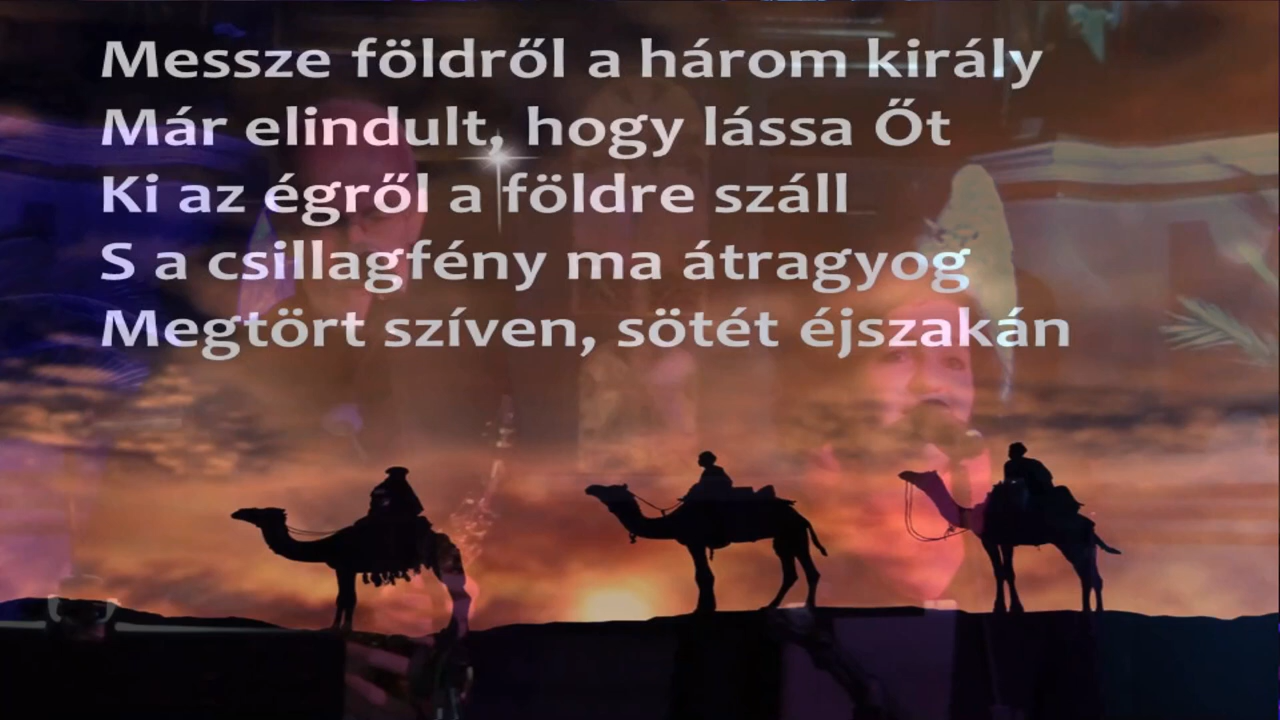 Messze földről a három király
Már elindult, hogy lássa Őt
Ki az égről a földre száll
S a csillagfény ma átragyog
Megtört szíven, sötét éjszakán